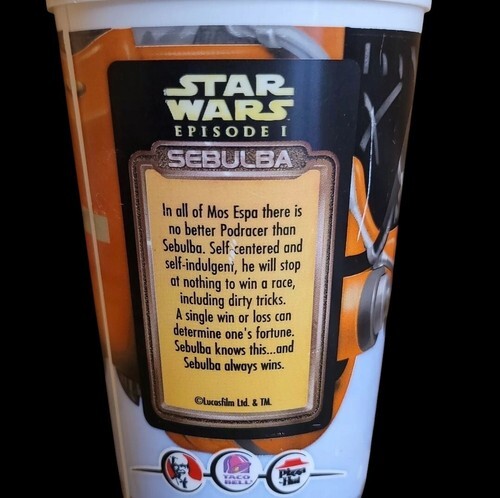 STAR
WARS
EPISODE I
SEBULBA
In all of Mos Espa there is
no better Podracer than
Sebulba. Self-centered and
self-indulgent, he will stop
at nothing to win a race,
including dirty tricks.
A single win or loss can
determine one's fortune.
Sebulba knows this...and
Sebulba always wins.
©Lucasfilm Ltd. & TM.
KFC
TACO
BELL
Pizza
Hut